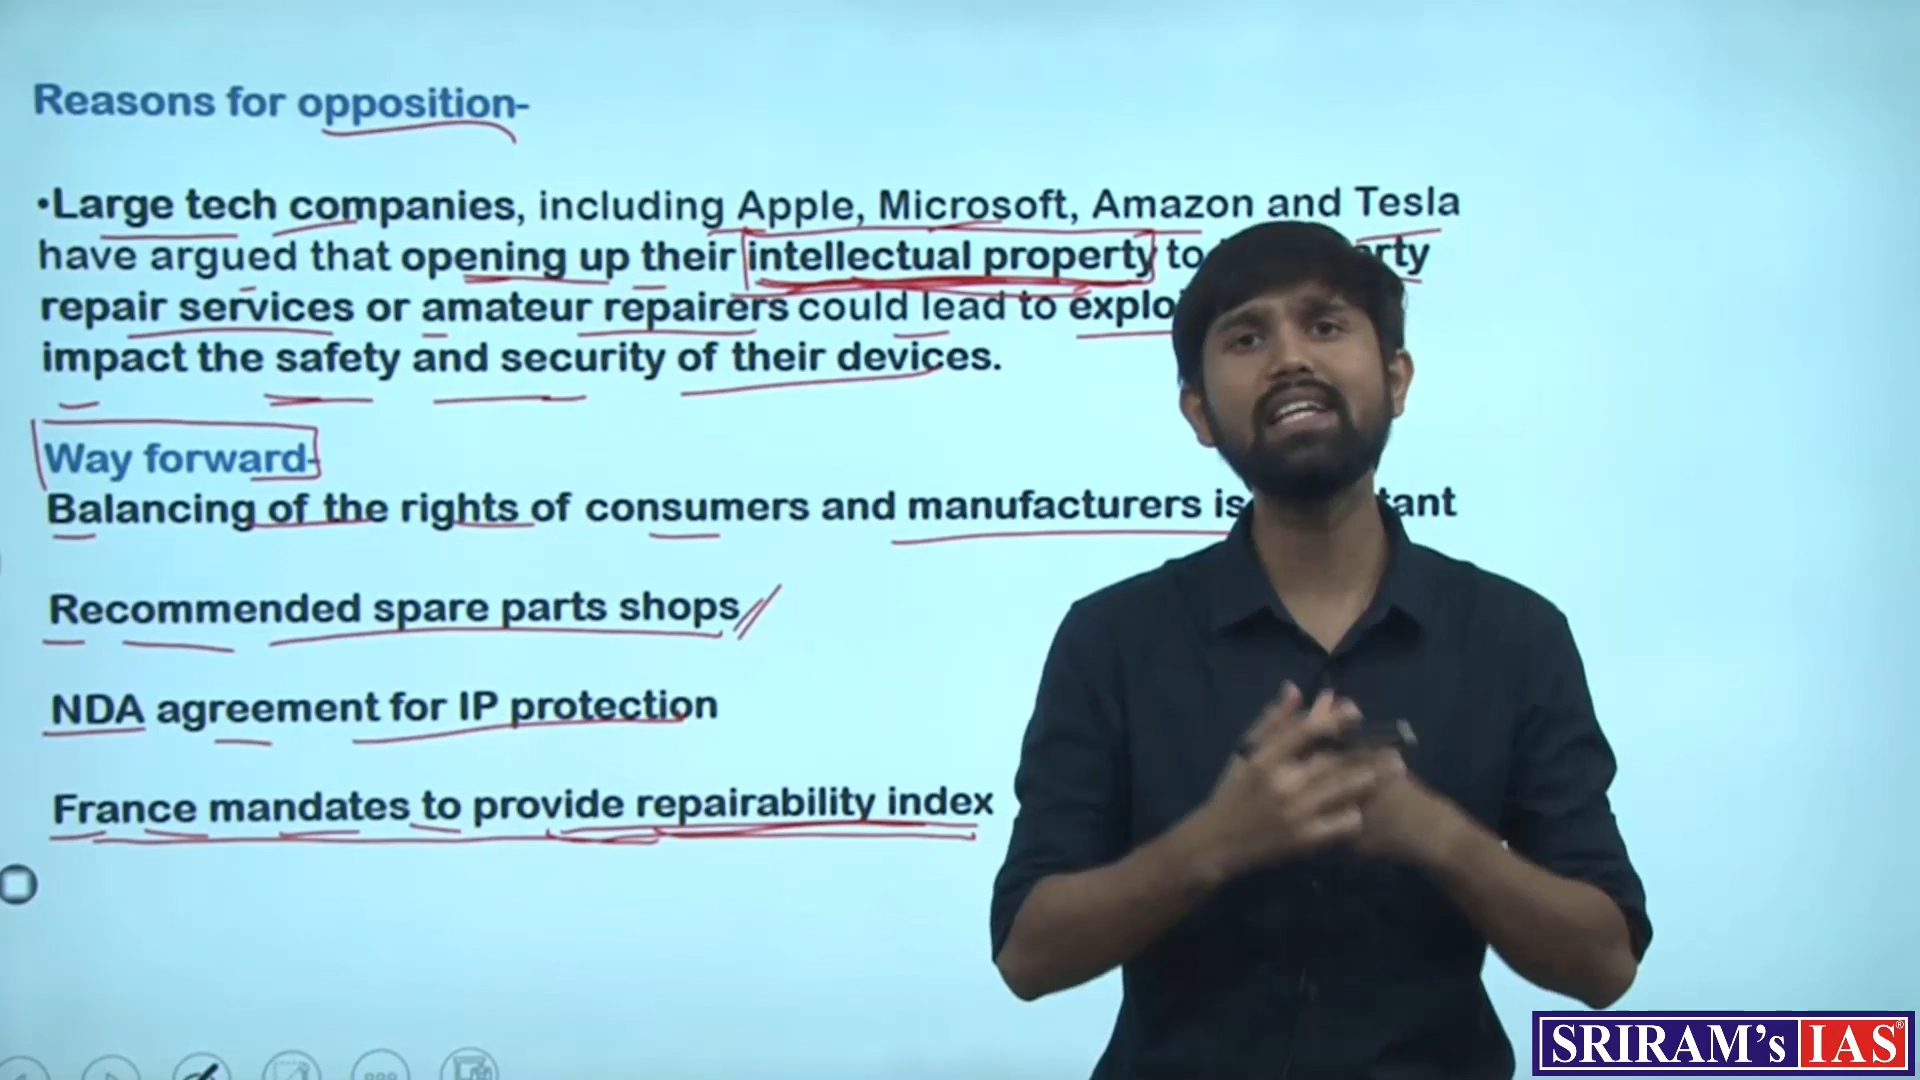 Reasons for opposition-
•Large tech companies, including Apple, Microsoft, Amazon and Tesla
have argued that opening up their intellectual property to
repair services or amateur repairers could lead to
impact the safety and security of their devices.
Way forward-
Balancing of the rights of consumers and manufacturers is
Recommended spare parts shops
NDA agreement for IP protection
France mandates to provide repairability index
SRIRAM's IAS®